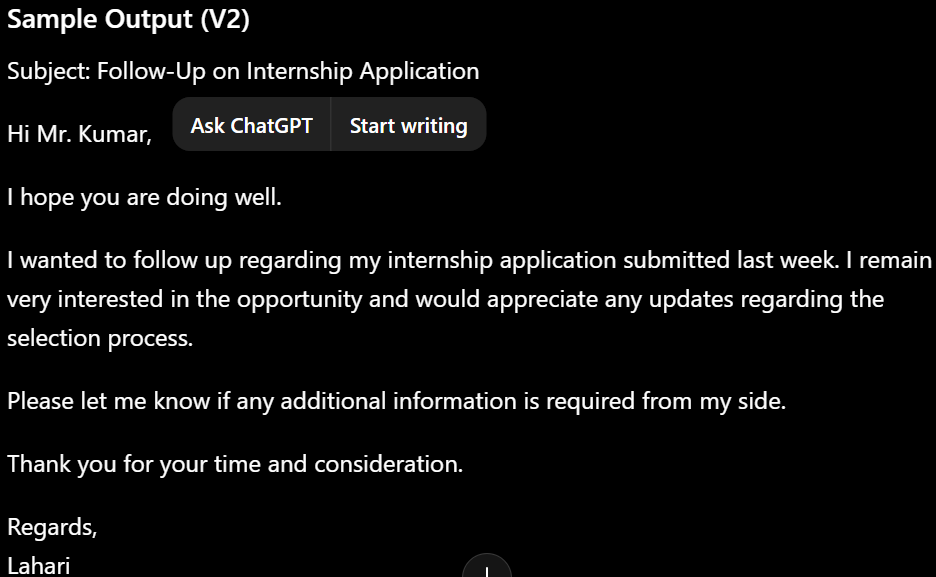 Sample Output (V2)
Subject: Follow-Up on Internship Application
Hi Mr. Kumar,
Ask ChatGPT
Start writing
I hope you are doing well.
I wanted to follow up regarding my internship application submitted last week. I remain
very interested in the opportunity and would appreciate any updates regarding the
selection process.
Please let me know if any additional information is required from my side.
Thank you for your time and consideration.
Regards,
Lahari